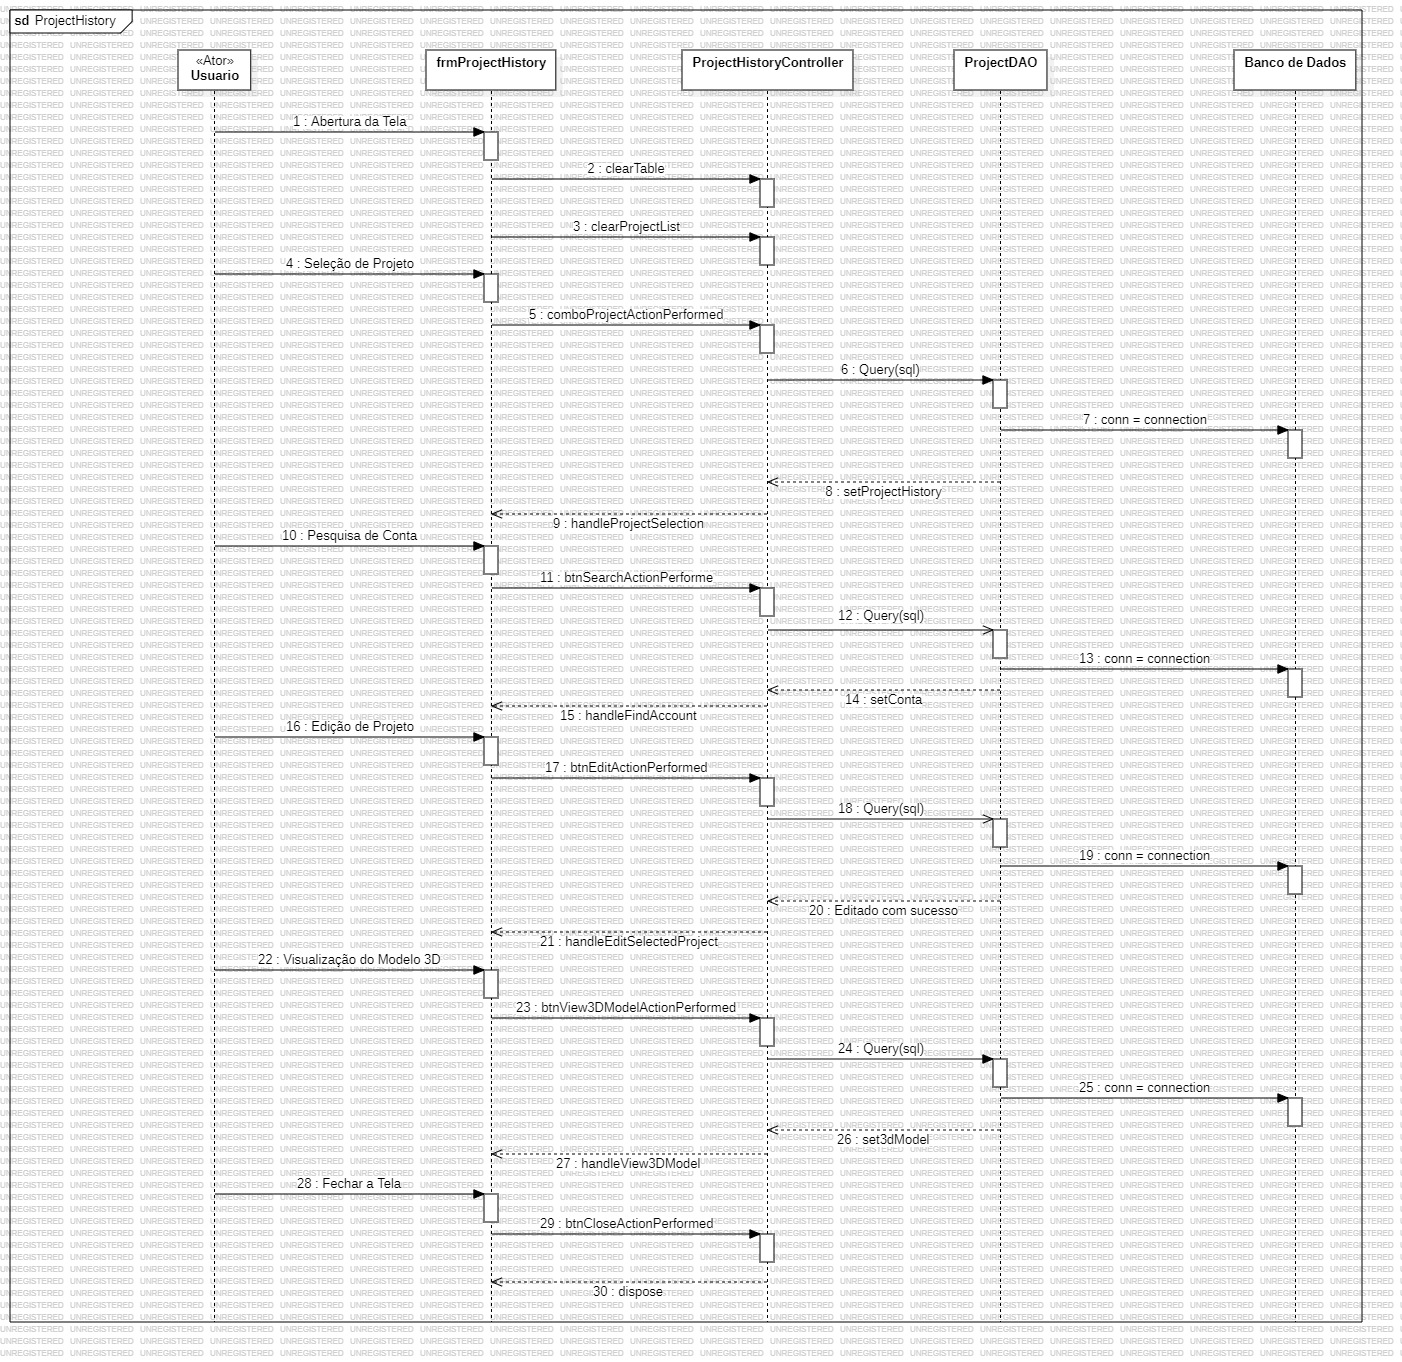 sd ProjectHistory
«Ator»
Usuario
frmProjectHistory
ProjectHistoryController
ProjectDAO
Banco de Dados
1 : Abertura da Tela
2 : clearTable
3 : clearProjectList
4 : Seleção de Projeto
5 : comboProjectActionPerformed
6 : Query(sql)
7 : conn = connection
8 : setProjectHistory
9 : handleProjectSelection
10 : Pesquisa de Conta
11 : btnSearchActionPerforme
12 : Query(sql)
13 : conn = connection
14 : setConta
15 : handleFindAccount
16 : Edição de Projeto
17 : btnEditActionPerformed
18 : Query(sql)
19 : conn = connection
20 : Editado com sucesso
21 : handleEditSelectedProject
22 : Visualização do Modelo 3D
23 : btnView3DModelActionPerformed
24 : Query(sql)
25 : conn = connection
26 : set3dModel
27 : handleView3DModel
28 : Fechar a Tela
29 : btnCloseActionPerformed
30 : dispose
UNREGISTERED